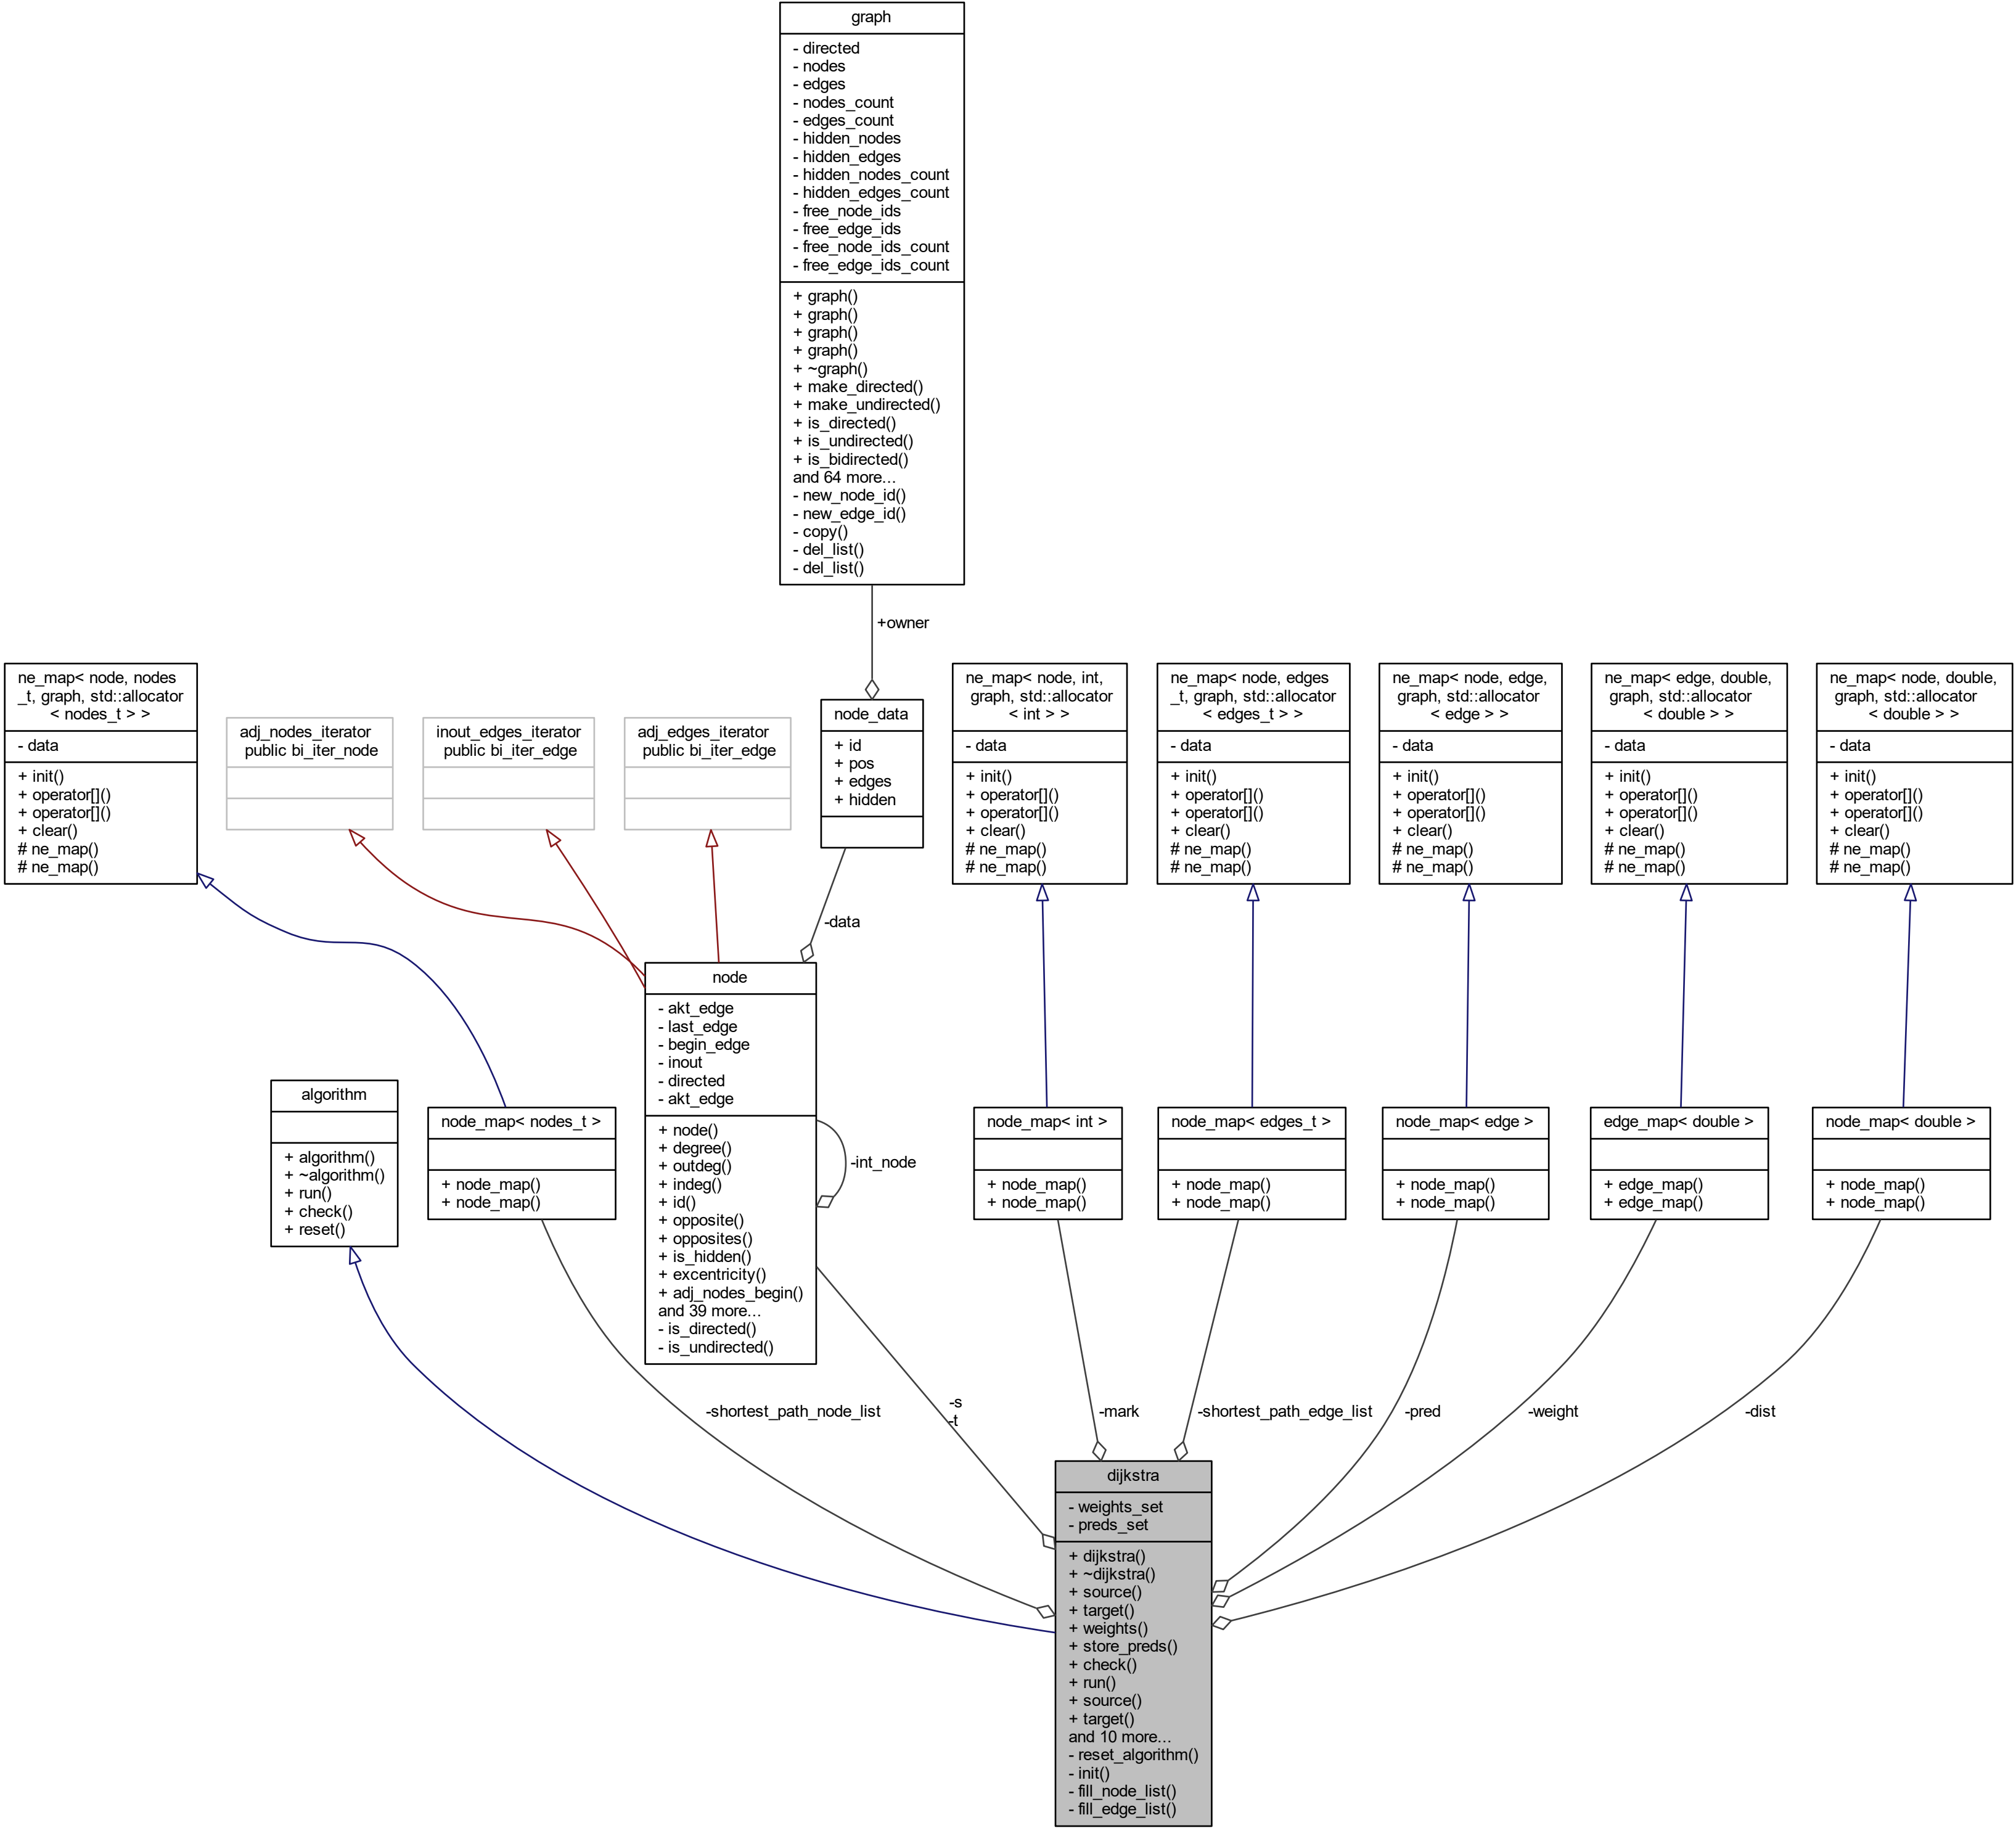 graph
- directed
- nodes
- edges
- nodes_count
- edges_count
- hidden_nodes
- hidden_edges
- hidden_nodes_count
- hidden_edges_count
- free_node_ids
- free_edge_ids
- free_node_ids_count
- free_edge_ids_count
+ graph()
+ graph()
+ graph()
+ graph()
+ ~graph()
+ make_directed()
+ make_undirected()
+ is_directed()
+ is_undirected()
+ is_bidirected()
and 64 more...
- new_node_id()
- new_edge_id()
- copy()
- del_list()
- del_list()
+owner
ne_map< node, nodes
_t, graph, std::allocator
< nodes_t > >
- data
+ init()
+ operator[]()
+ operator[]()
+ clear()
# ne_map()
# ne_map()
adj_nodes_iterator
public bi_iter_node
inout_edges_iterator
public bi_iter_edge
adj_edges_iterator
public bi_iter_edge
node_data
+ id
+ pos
+ edges
+ hidden
ne_map< node, int,
graph, std::allocator
< int > >
- data
+ init()
+ operator[]()
+ operator[]()
+ clear()
# ne_map()
# ne_map()
ne_map< node, edges
_t, graph, std::allocator
< edges_t > >
- data
+ init()
+ operator[]()
+ operator[]()
+ clear()
# ne_map()
# ne_map()
ne_map< node, edge,
graph, std::allocator
< edge > >
- data
+ init()
+ operator[]()
+ operator[]()
+ clear()
# ne_map()
# ne_map()
ne_map< edge, double,
graph, std::allocator
< double > >
- data
+ init()
+ operator[]()
+ operator[]()
+ clear()
# ne_map()
# ne_map()
ne_map< node, double,
graph, std::allocator
< double > >
- data
+ init()
+ operator[]()
+ operator[]()
+ clear()
# ne_map()
# ne_map()
-data
algorithm
+ algorithm()
+ ~algorithm()
+ run()
+ check()
+ reset()
node_map< nodes_t >
+ node_map()
+ node_map()
node
- akt_edge
- last_edge
- begin_edge
- inout
- directed
- akt_edge
+ node()
+ degree()
+ outdeg()
+ indeg()
+ id()
+ opposite()
+ opposites()
+ is_hidden()
+ excentricity()
+ adj_nodes_begin()
and 39 more...
- is_directed()
- is_undirected()
-int_node
node_map< int >
+ node_map()
+ node_map()
node_map< edges_t >
+ node_map()
+ node_map()
node_map< edge >
+ node_map()
+ node_map()
edge_map< double >
+ edge_map()
+ edge_map()
node_map< double >
+ node_map()
+ node_map()
-shortest_path_node_list
-s
-t
-mark
-shortest_path_edge_list
-pred
-weight
-dist
dijkstra
- weights_set
- preds_set
+ dijkstra()
+ ~dijkstra()
+ source()
+ target()
+ weights()
+ store_preds()
+ check()
+ run()
+ source()
+ target()
and 10 more...
- reset_algorithm()
- init()
- fill_node_list()
- fill_edge_list()